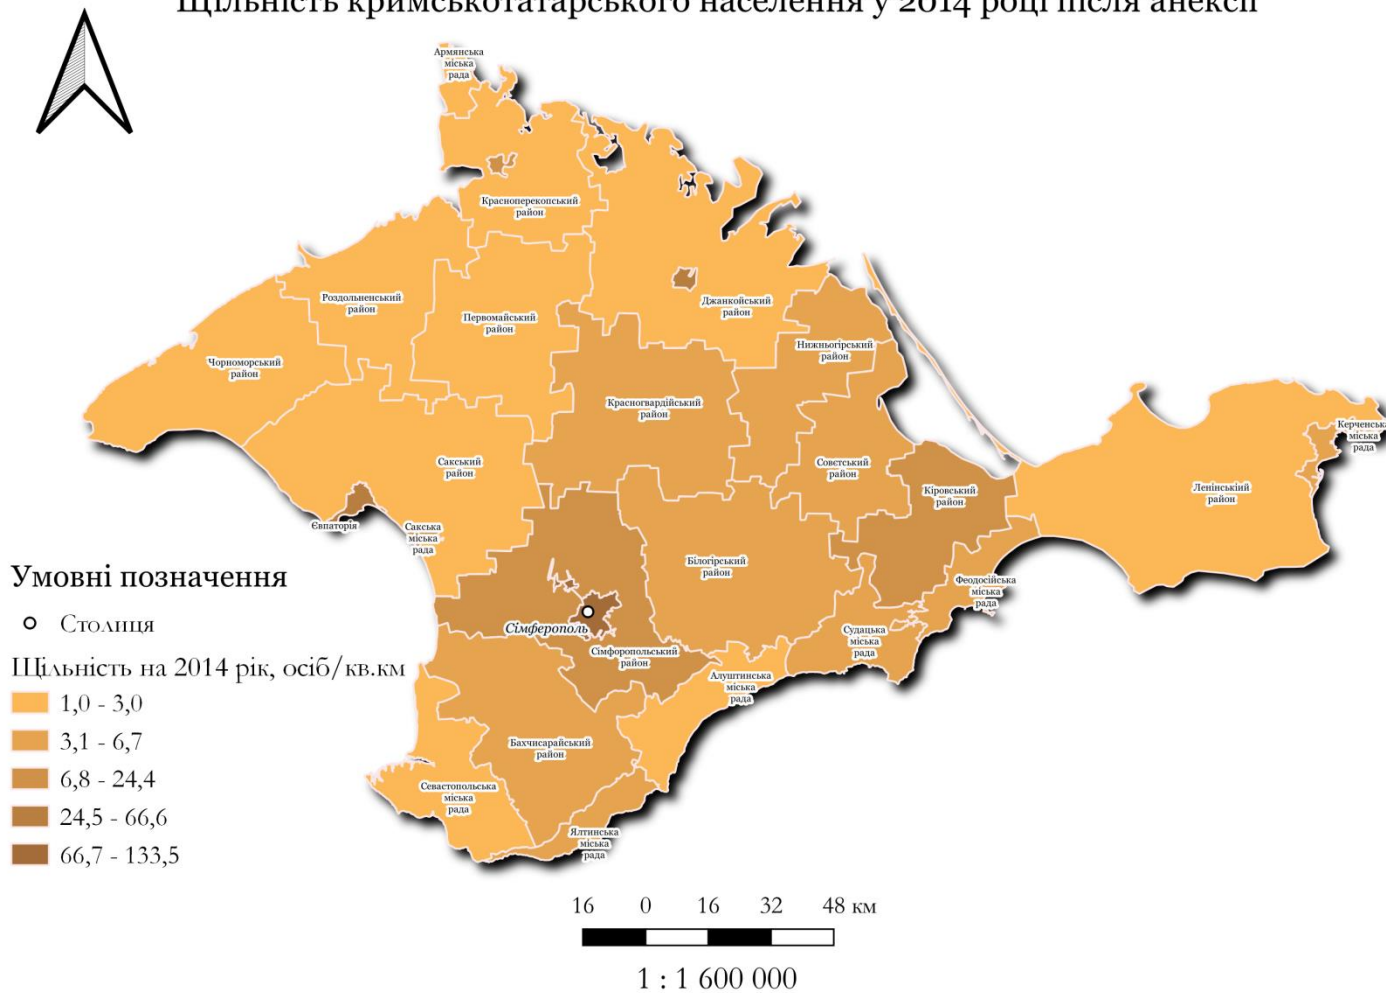 Щільність кримськотатарського населення у 2014 році після анексії
Армянська
міська
рада
Красноперекопський
район
Роздольненський
район
Первомайський
район
Джанкойський
район
Нижньогірський
район
Чорноморський
район
Красногвардійський
район
Керченська
міська
рада
Сакський
район
Совєтський
район
Кіровський
район
Ленінський
район
Євпаторія
Сакська
міська
рада
Білогірський
район
Феодосійська
міська
рада
Сімферополь
Судацька
міська
рада
Сімфоропольський
район
Алуштинська
міська
рада
Бахчисарайський
район
Севастопольська
міська
рада
Ялтинська
міська
рада
Умовні позначення
Столиця
Щільність на 2014 рік, осіб/кв.км
1,0 - 3,0
3,1 - 6,7
6,8 - 24,4
24,5 - 66,6
66,7 - 133,5
16 0 16 32 48 км
1 : 1 600 000